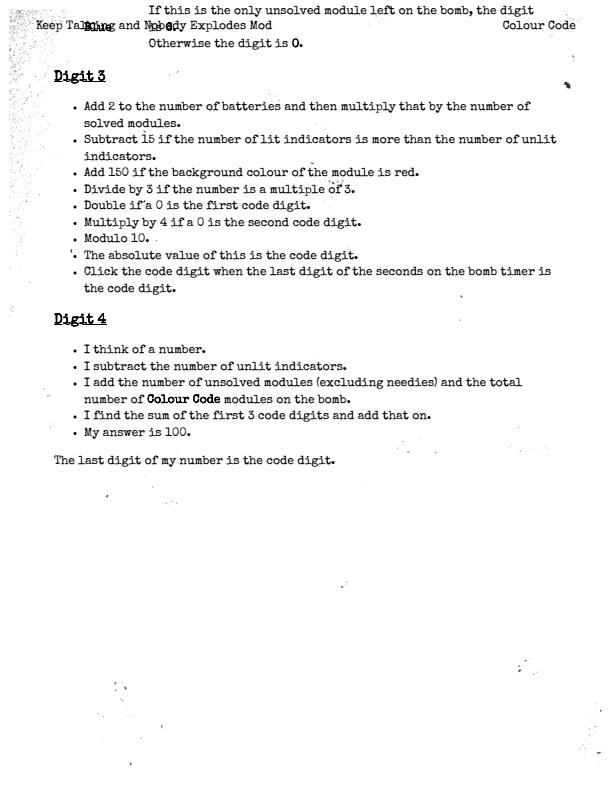 If this is the only unsolved module left on the bomb, the digit
Keep Talking and Nobody Explodes Mod
Colour Code
Blue
is 6.
Otherwise the digit is 0.
Digit 3
• Add 2 to the number of batteries and then multiply that by the number of
solved modules.
• Subtract 15 if the number of lit indicators is more than the number of unlit
indicators.
• Add 150 if the background colour of the module is red.
• Divide by 3 if the number is a multiple of 3.
• Double if a 0 is the first code digit.
• Multiply by 4 if a 0 is the second code digit.
• Modulo 10.
• The absolute value of this is the code digit.
• Click the code digit when the last digit of the seconds on the bomb timer is
the code digit.
Digit 4
• I think of a number.
• I subtract the number of unlit indicators.
• I add the number of unsolved modules (excluding needies) and the total
number of Colour Code modules on the bomb.
• I find the sum of the first 3 code digits and add that on.
• My answer is 100.
The last digit of my number is the code digit.